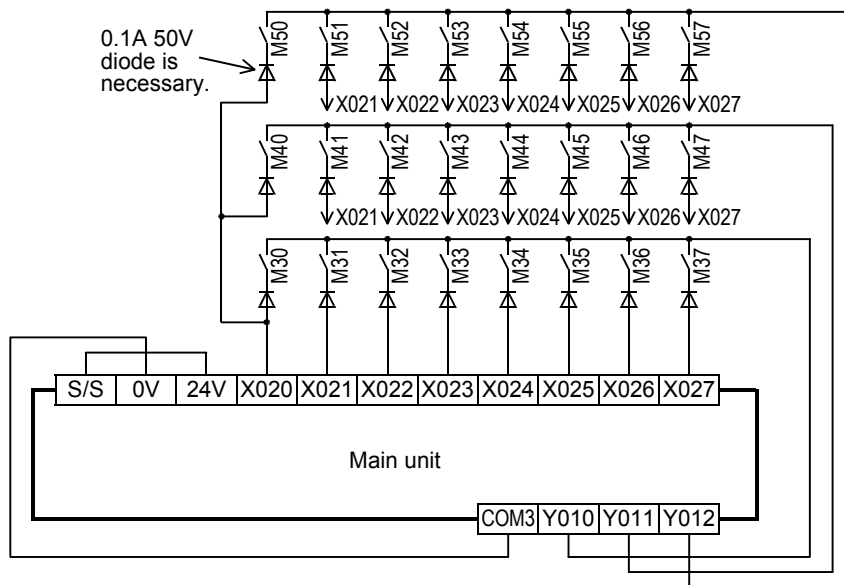 0.1A 50V
diode is
necessary.
M50 M51 M52 M53 M54 M55 M56 M57
X021 X022 X023 X024 X025 X026 X027
M40 M41 M42 M43 M44 M45 M46 M47
X021 X022 X023 X024 X025 X026 X027
M30 M31 M32 M33 M34 M35 M36 M37
S/S 0V 24V X020 X021 X022 X023 X024 X025 X026 X027
Main unit
COM3 Y010 Y011 Y012